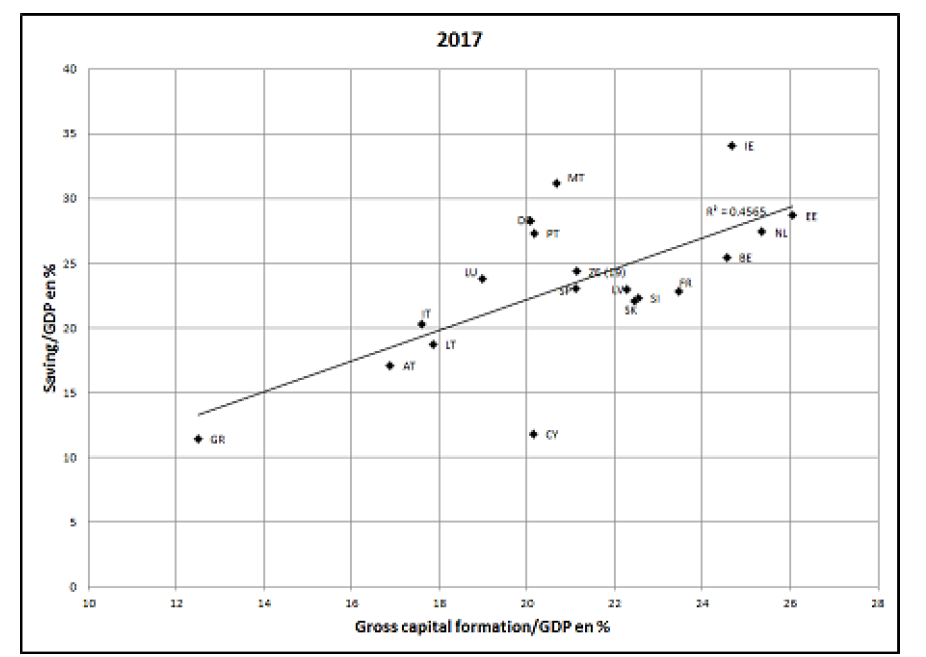 2017
Saving/GDP en %
40
35
30
25
20
15
10
5
0
IE
MT
R² = 0.4565
EE
PT
NL
BE
ZE (19)
LU
SP
LV
FR
SI
SK
IT
LT
AT
CY
GR
10 12 14 16 18 20 22 24 26 28
Gross capital formation/GDP en %